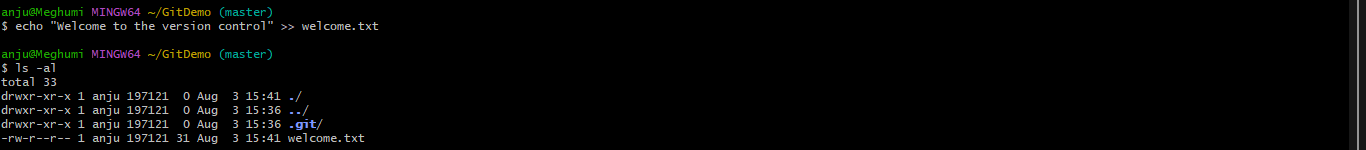 anju@Meghumi MINGW64 ~/GitDemo (master)
$ echo "Welcome to the version control" >> welcome.txt
anju@Meghumi MINGW64 ~/GitDemo (master)
$ ls -al
total 33
drwxr-xr-x 1 anju 197121  0 Aug  3 15:41 ./
drwxr-xr-x 1 anju 197121  0 Aug  3 15:36 ../
drwxr-xr-x 1 anju 197121  0 Aug  3 15:36 .git/
-rw-r--r-- 1 anju 197121 31 Aug  3 15:41 welcome.txt